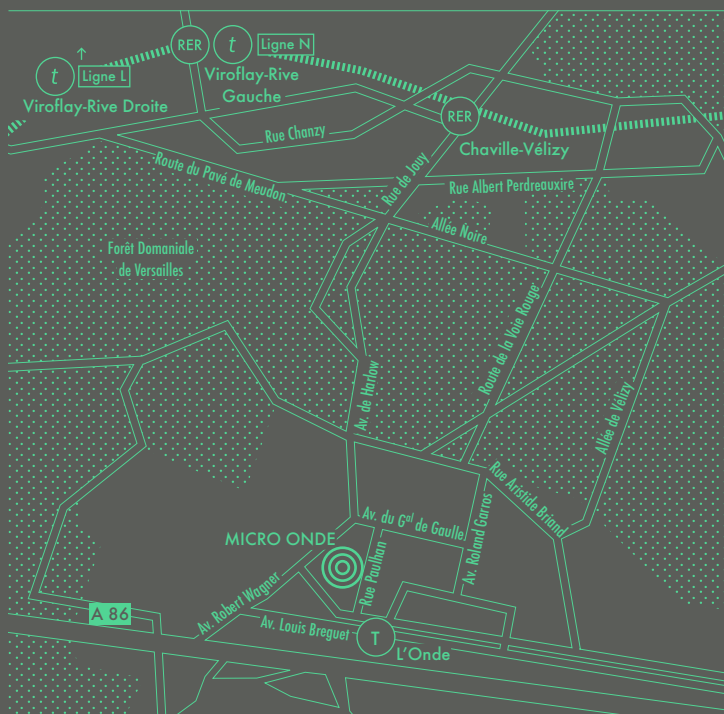 RER
t
Ligne N
t
Ligne L
Viroflay-Rive
Gauche
Viroflay-Rive Droite
RER
Rue Chanzy
Chaville-Vélizy
Route du Pavé de Meudon
Rue de Jouy
Rue Albert Perdreauxire
Allée Noire
Forêt Domaniale
de Versailles
Route de la Voie Rouge
Av. de Harlow
Allée de Vélizy
Rue Aristide Briand
Av. du Gal de Gaulle
Av. Roland Garros
MICRO ONDE
Rue Paulhan
Av. Robert Wagner
A 86
Av. Louis Breguet
T
L'Onde